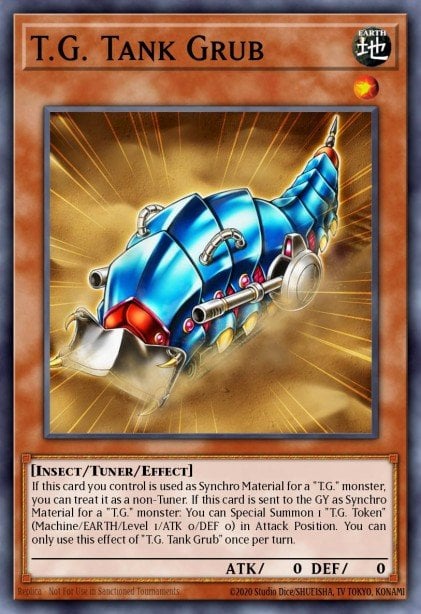 T.G. Tank Grub
EARTH
地
[Insect/Tuner/Effect]
If this card you control is used as Synchro Material for a "T.G." monster,
you can treat it as a non-Tuner. If this card is sent to the GY as Synchro
Material for a "T.G." monster: You can Special Summon 1 "T.G. Token"
(Machine/EARTH/Level 1/ATK 0/DEF 0) in Attack Position. You can
only use this effect of "T.G. Tank Grub" once per turn.
ATK/ 0 DEF/ 0
Replica - Not For Use in Sanctioned Tournaments
©2020 Studio Dice/SHUEISHA, TV TOKYO, KONAMI